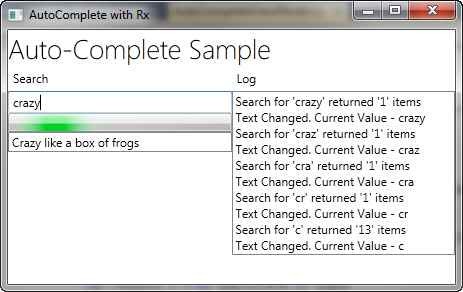 AutoComplete with Rx
Auto-Complete Sample
Search
Log
crazy
Crazy like a box of frogs
Search for 'crazy' returned '1' items
Text Changed. Current Value - crazy
Search for 'craz' returned '1' items
Text Changed. Current Value - craz
Search for 'cra' returned '1' items
Text Changed. Current Value - cra
Search for 'cr' returned '1' items
Text Changed. Current Value - cr
Search for 'c' returned '13' items
Text Changed. Current Value - c